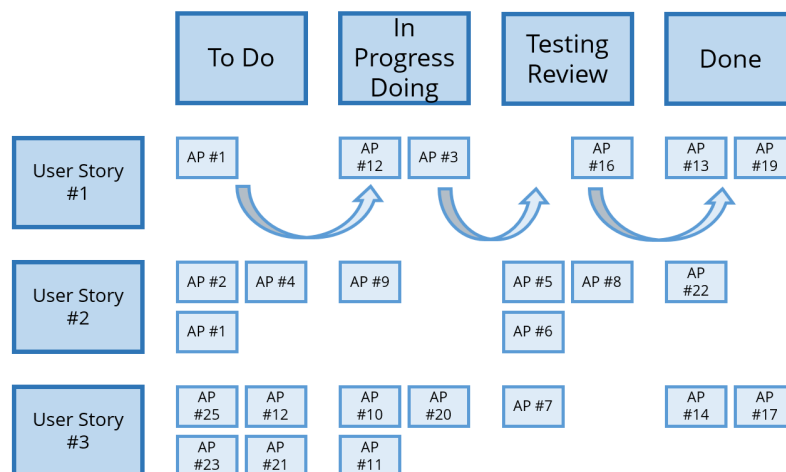 To Do
In
Progress
Doing
Testing
Review
Done
User Story
#1
AP #1
AP
#12
AP #3
AP
#16
AP
#13
AP
#19
User Story
#2
AP #2
AP #4
AP #9
AP #5
AP #8
AP
#22
AP #1
AP #6
User Story
#3
AP
#25
AP
#12
AP
#10
AP
#20
AP #7
AP
#14
AP
#17
AP
#23
AP
#21
AP
#11